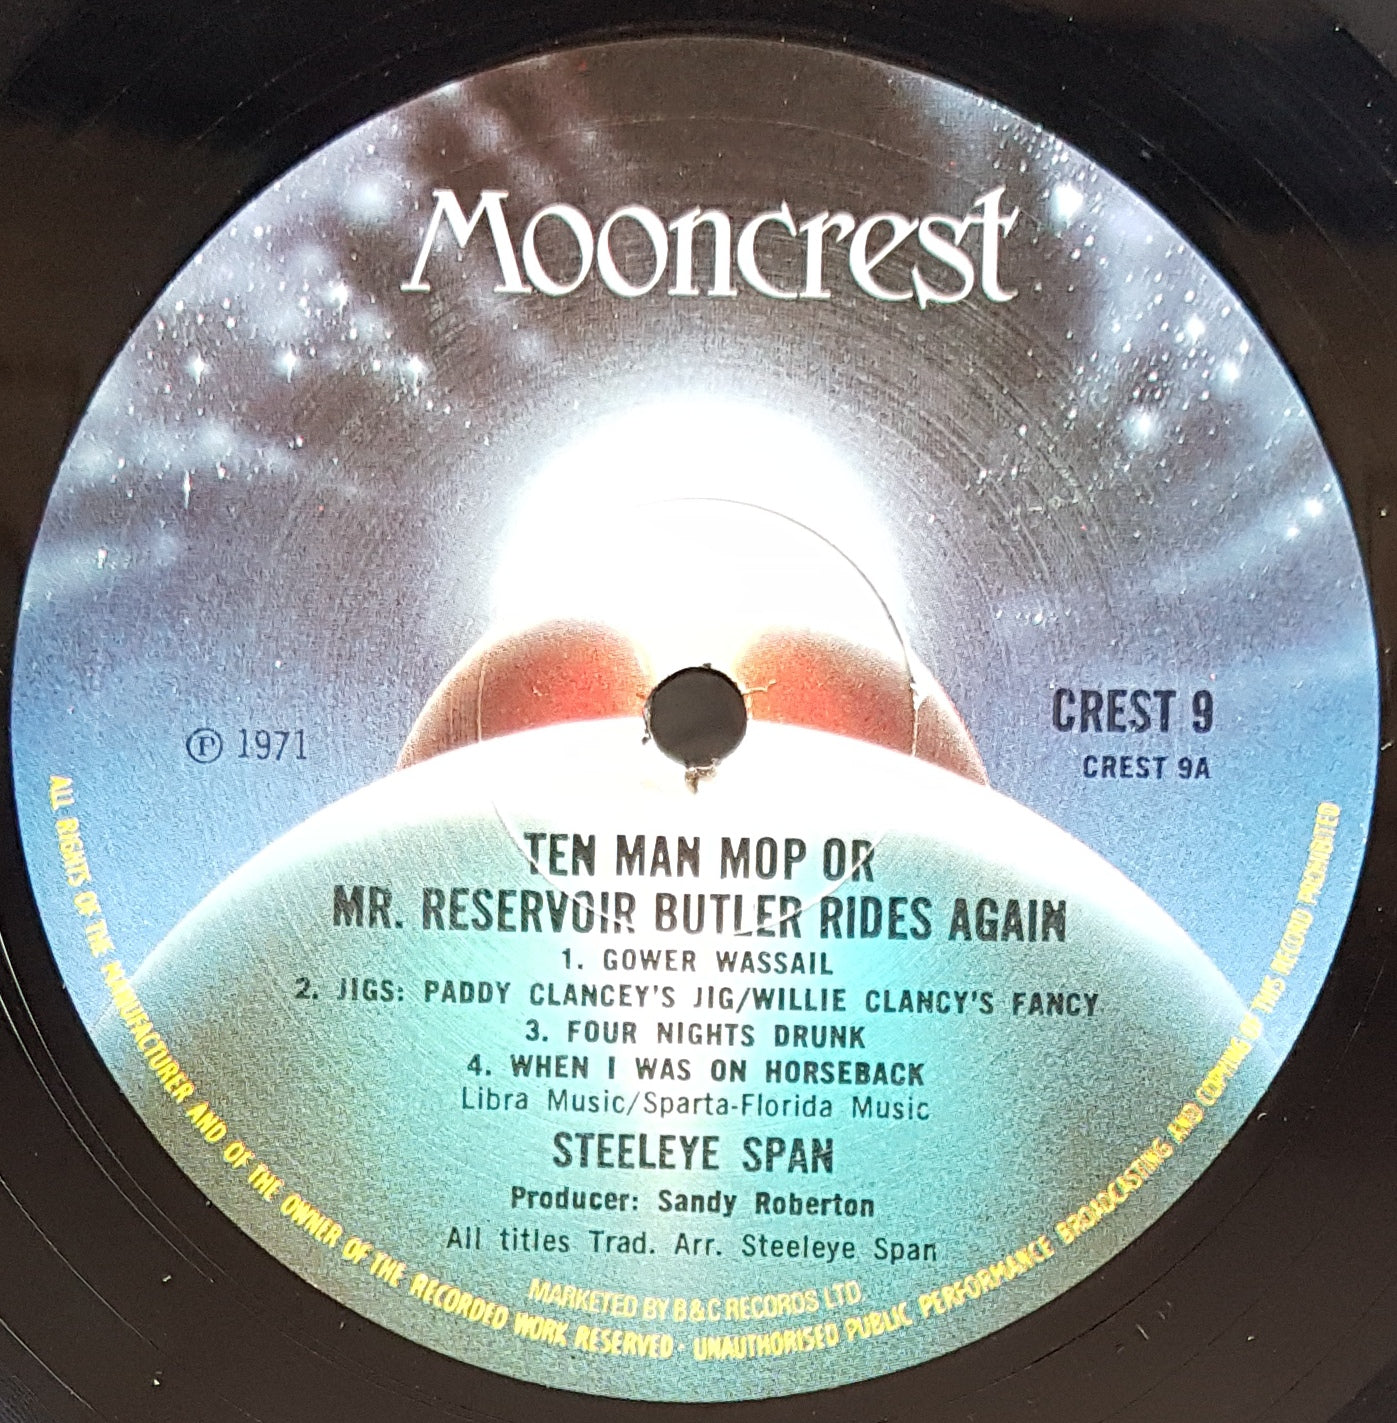 Mooncrest
CREST 9
℗ 1971
CREST 9A
TEN MAN MOP OR
MR. RESERVOIR BUTLER RIDES AGAIN
1. GOWER WASSAIL
2. JIGS: PADDY CLANCEY'S JIG/WILLIE CLANCY'S FANCY
3. FOUR NIGHTS DRUNK
4. WHEN I WAS ON HORSEBACK
Libra Music/Sparta-Florida Music
STEELEYE SPAN
Producer: Sandy Roberton
All titles Trad. Arr. Steeleye Span
MARKETED BY B&C RECORDS LTD.
ALL RIGHTS OF THE MANUFACTURER AND OF THE OWNER OF THE RECORDED WORK RESERVED · UNAUTHORISED PUBLIC PERFORMANCE BROADCASTING AND COPYING OF THIS RECORD PROHIBITED